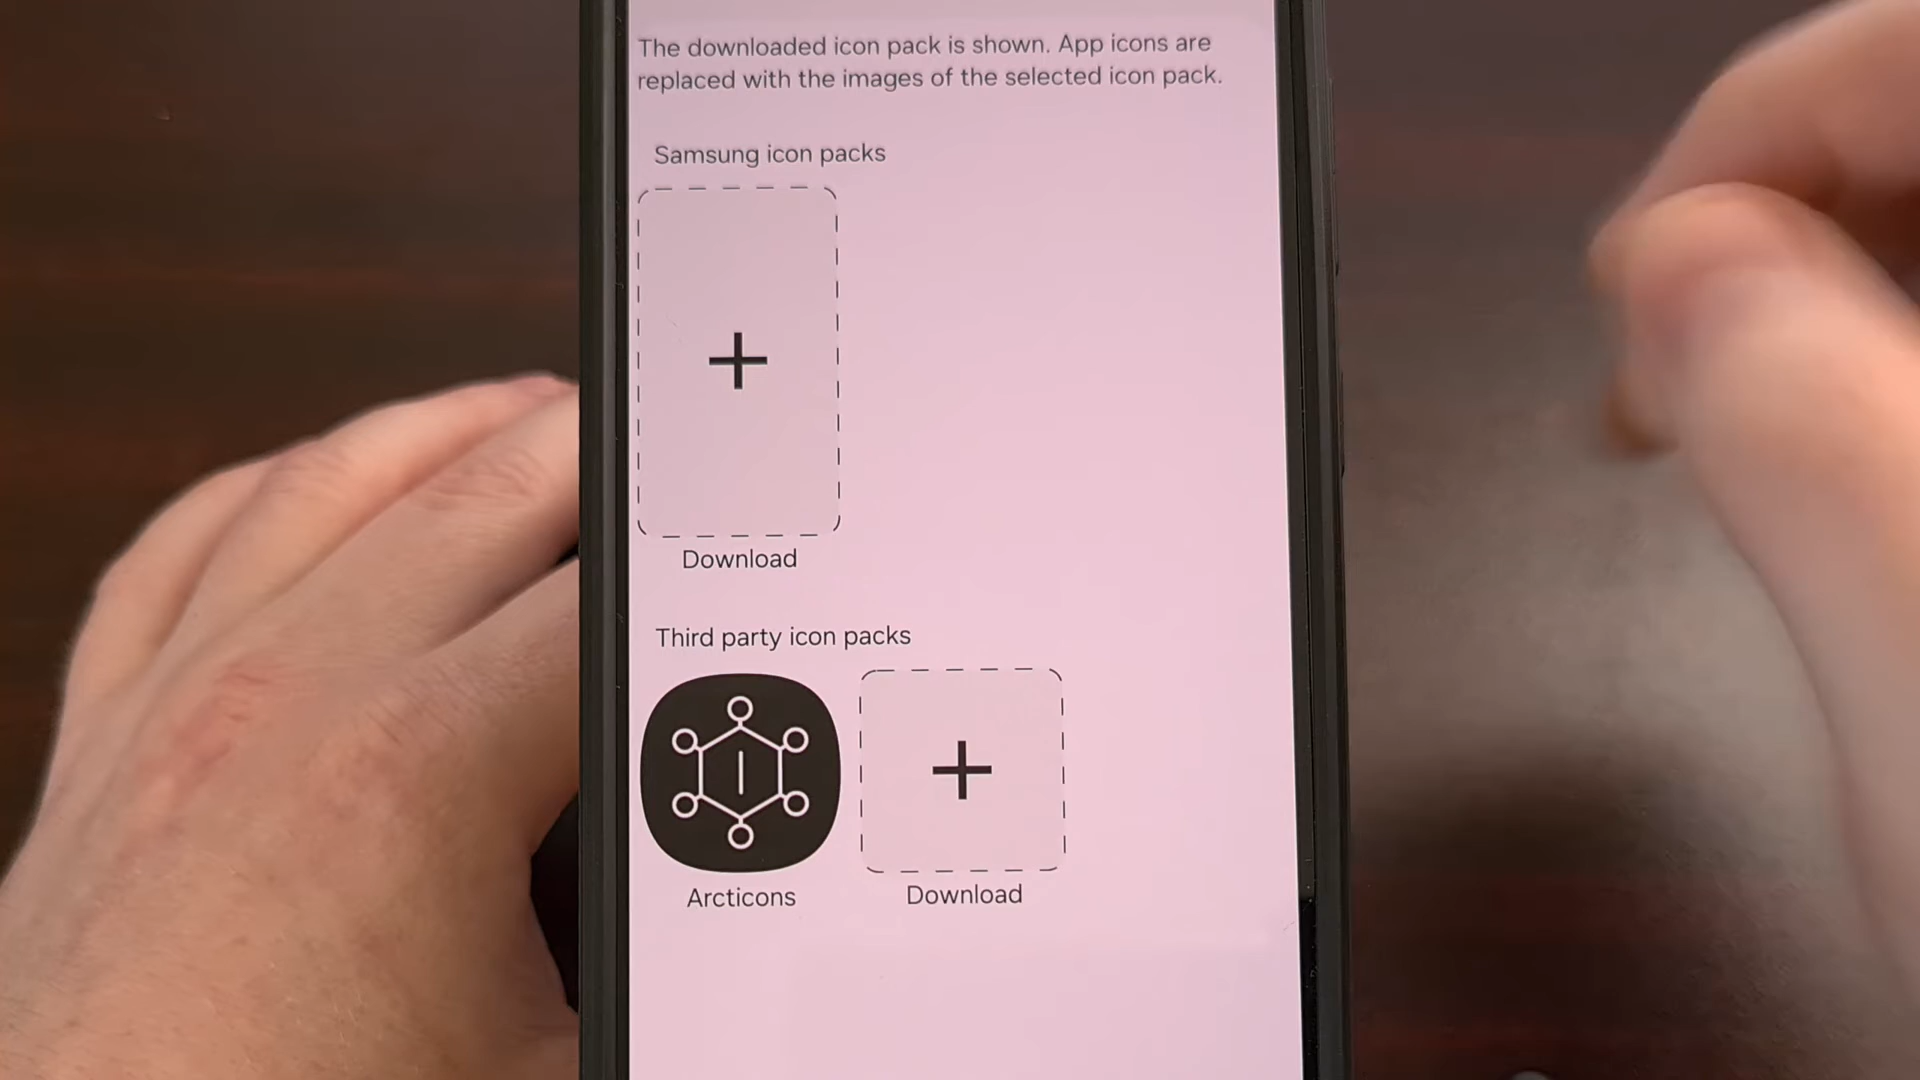 The downloaded icon pack is shown. App icons are
replaced with the images of the selected icon pack.
Samsung icon packs
Download
Third party icon packs
Arcticons
Download